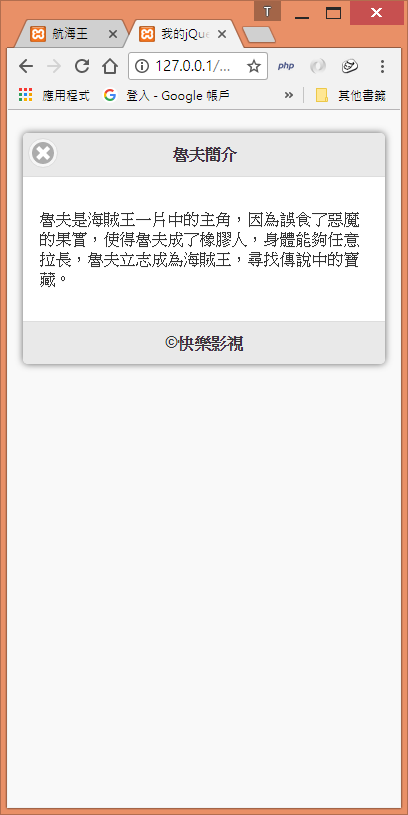 T
航海王
我的jQue
127.0.0.1/...
php
應用程式
登入 - Google 帳戶
»
其他書籤
魯夫簡介
魯夫是海賊王一片中的主角，因為誤食了惡魔
的果實，使得魯夫成了橡膠人，身體能夠任意
拉長，魯夫立志成為海賊王，尋找傳說中的寶
藏。
©快樂影視